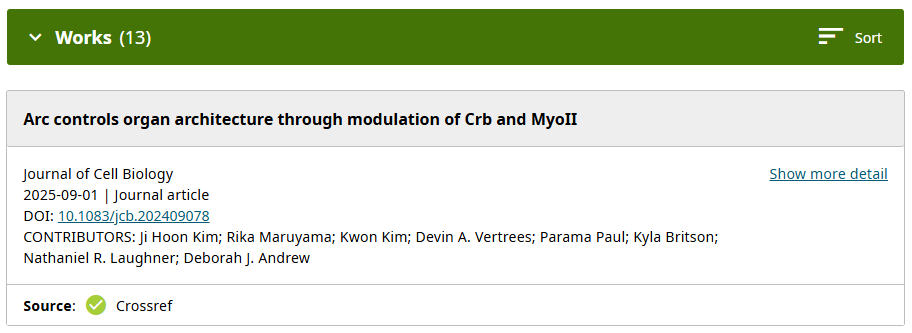 Works (13)
Sort
Arc controls organ architecture through modulation of Crb and MyoII
Journal of Cell Biology
Show more detail
2025-09-01 | Journal article
DOI: 10.1083/jcb.202409078
CONTRIBUTORS: Ji Hoon Kim; Rika Maruyama; Kwon Kim; Devin A. Vertrees; Parama Paul; Kyla Britson;
Nathaniel R. Laughner; Deborah J. Andrew
Source: Crossref